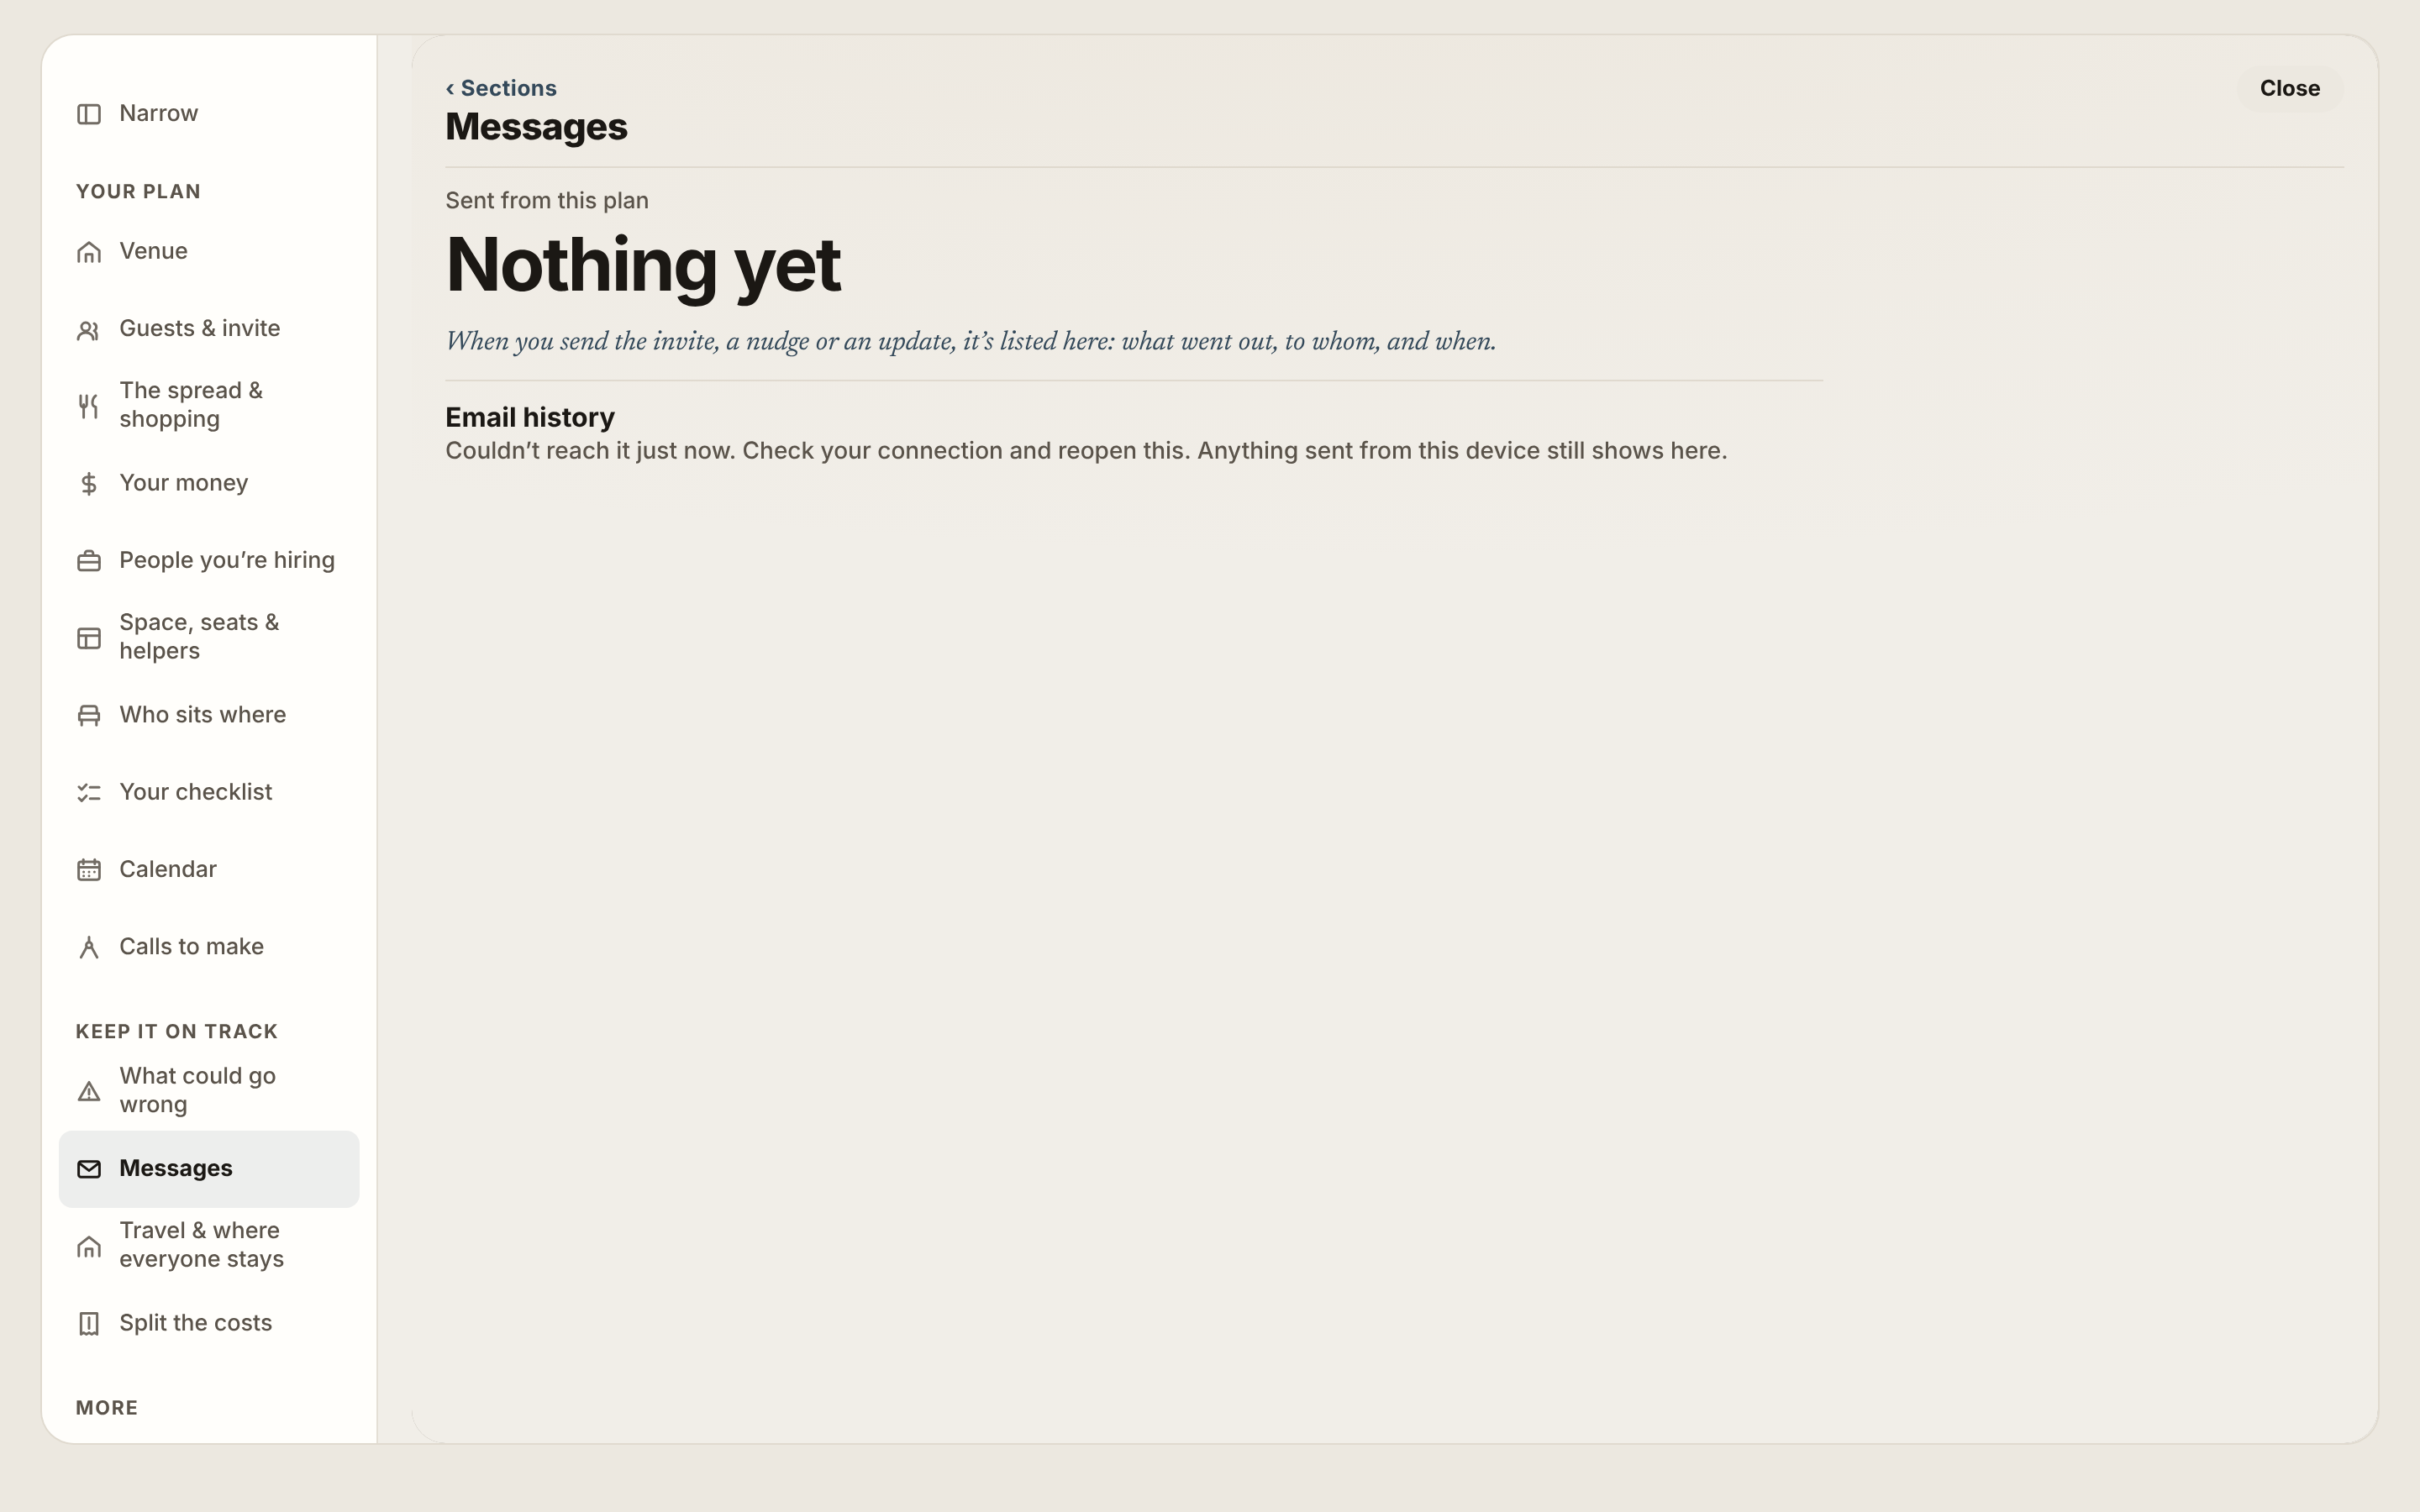 Narrow
YOUR PLAN
Venue
Guests & invite
The spread &
shopping
Your money
People you’re hiring
Space, seats &
helpers
Who sits where
Your checklist
Calendar
Calls to make
KEEP IT ON TRACK
What could go
wrong
Messages
Travel & where
everyone stays
Split the costs
MORE
‹ Sections
Close
Messages
Sent from this plan
Nothing yet
When you send the invite, a nudge or an update, it’s listed here: what went out, to whom, and when.
Email history
Couldn’t reach it just now. Check your connection and reopen this. Anything sent from this device still shows here.